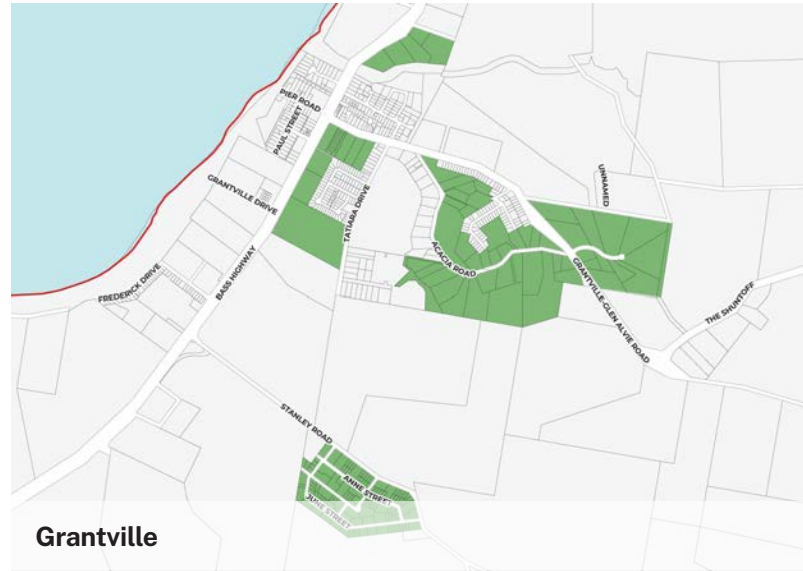 PIER ROAD
PAUL STREET
GRANTVILLE DRIVE
TATIARA DRIVE
UNNAMED
ACACIA ROAD
BASS HIGHWAY
FREDERICK DRIVE
GRANTVILLE-GLEN ALVIE ROAD
THE SHUNTOFF
STANLEY ROAD
ANNE STREET
JUNE STREET
Grantville